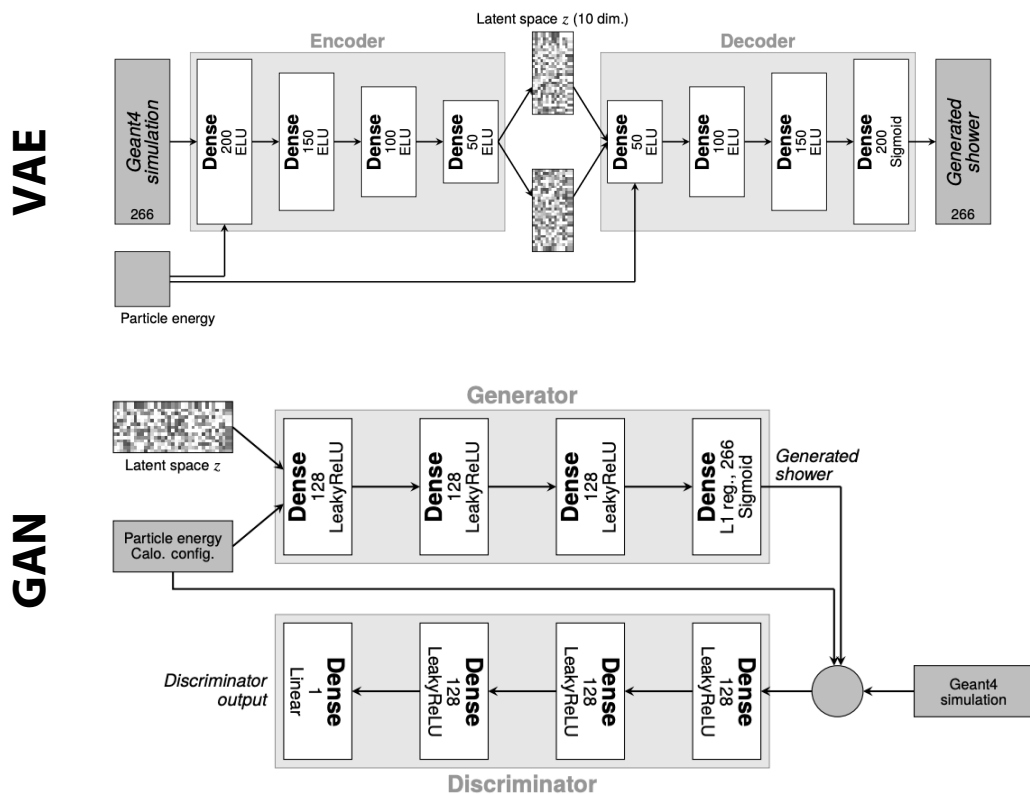 VAE
Encoder
Latent space z (10 dim.)
Decoder
Geant4
simulation
266
Dense
200
ELU
Dense
150
ELU
Dense
100
ELU
Dense
50
ELU
Dense
50
ELU
Dense
100
ELU
Dense
150
ELU
Dense
200
Sigmoid
Generated
shower
266
Particle energy
GAN
Generator
Latent space z
Particle energy
Calo. config.
Dense
128
LeakyReLU
Dense
128
LeakyReLU
Dense
128
LeakyReLU
Dense
L1 reg., 266
Sigmoid
Generated
shower
Discriminator
output
Dense
1
Linear
Dense
128
LeakyReLU
Dense
128
LeakyReLU
Dense
128
LeakyReLU
Geant4
simulation
Discriminator